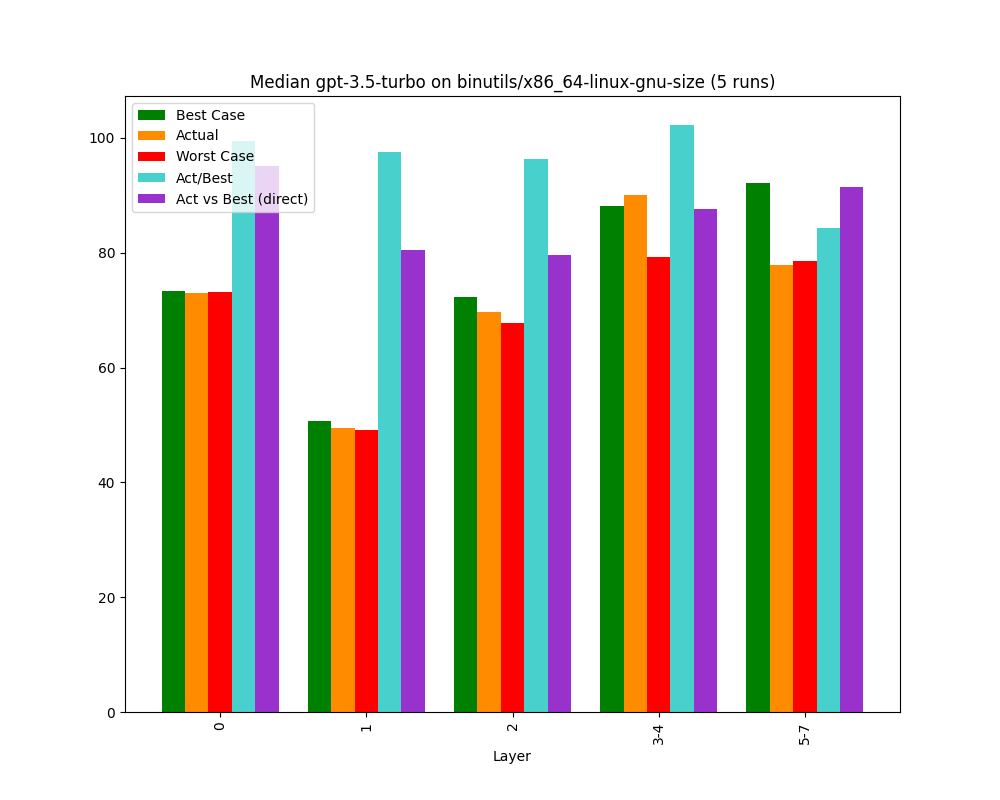 Median gpt-3.5-turbo on binutils/x86_64-linux-gnu-size (5 runs)
Best Case
Actual
Worst Case
Act/Best
Act vs Best (direct)
100
80
60
40
20
0
0
1
2
3-4
5-7
Layer